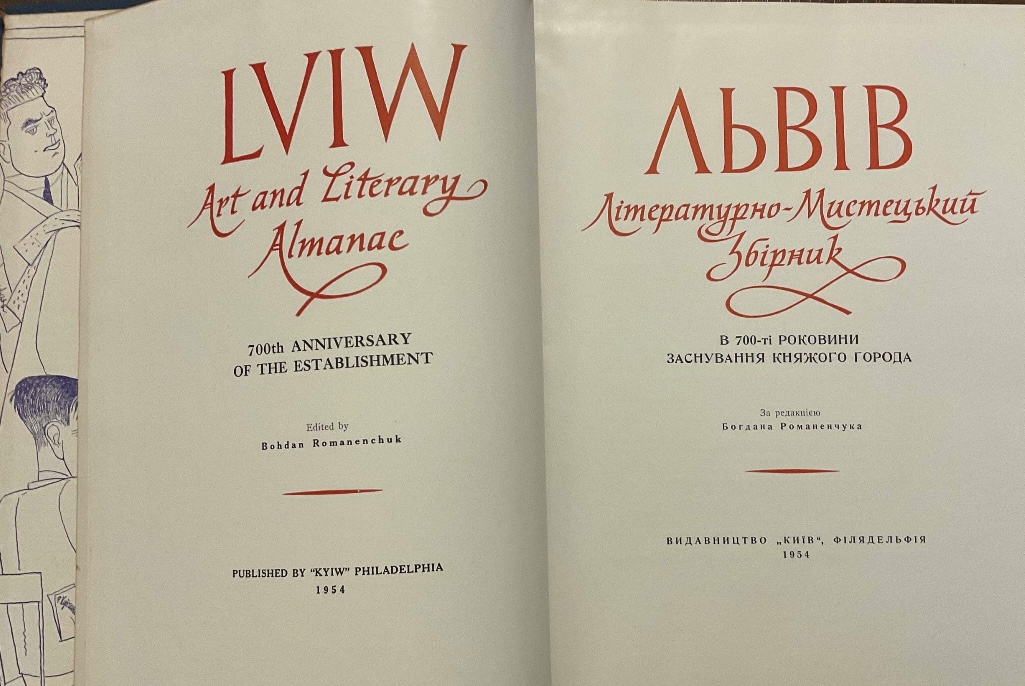 LVIW
Art and Literary
Almanac
700th ANNIVERSARY
OF THE ESTABLISHMENT
Edited by
Bohdan Romanenchuk
PUBLISHED BY "KYIW" PHILADELPHIA
1954
ЛЬВІВ
Літературно-Мистецький
Збірник
В 700-ті РОКОВИНИ
ЗАСНУВАННЯ КНЯЖОГО ГОРОДА
За редакцією
Богдана Романенчука
ВИДАВНИЦТВО „КИЇВ“, ФІЛЯДЕЛЬФІЯ
1954